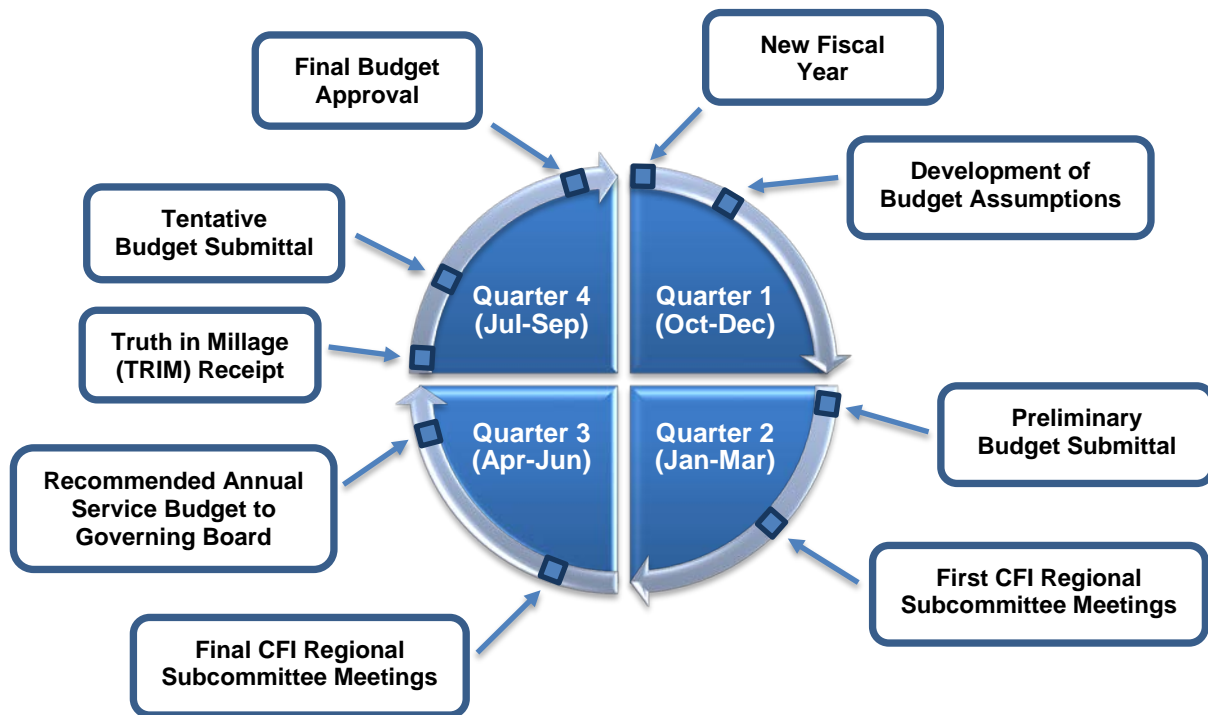 New Fiscal
Year
Development of
Budget Assumptions
Quarter 1
(Oct-Dec)
Preliminary
Budget Submittal
First CFI Regional
Subcommittee Meetings
Quarter 2
(Jan-Mar)
Final CFI Regional
Subcommittee Meetings
Recommended Annual
Service Budget to
Governing Board
Quarter 3
(Apr-Jun)
Truth in Millage
(TRIM) Receipt
Tentative
Budget Submittal
Final Budget
Approval
Quarter 4
(Jul-Sep)